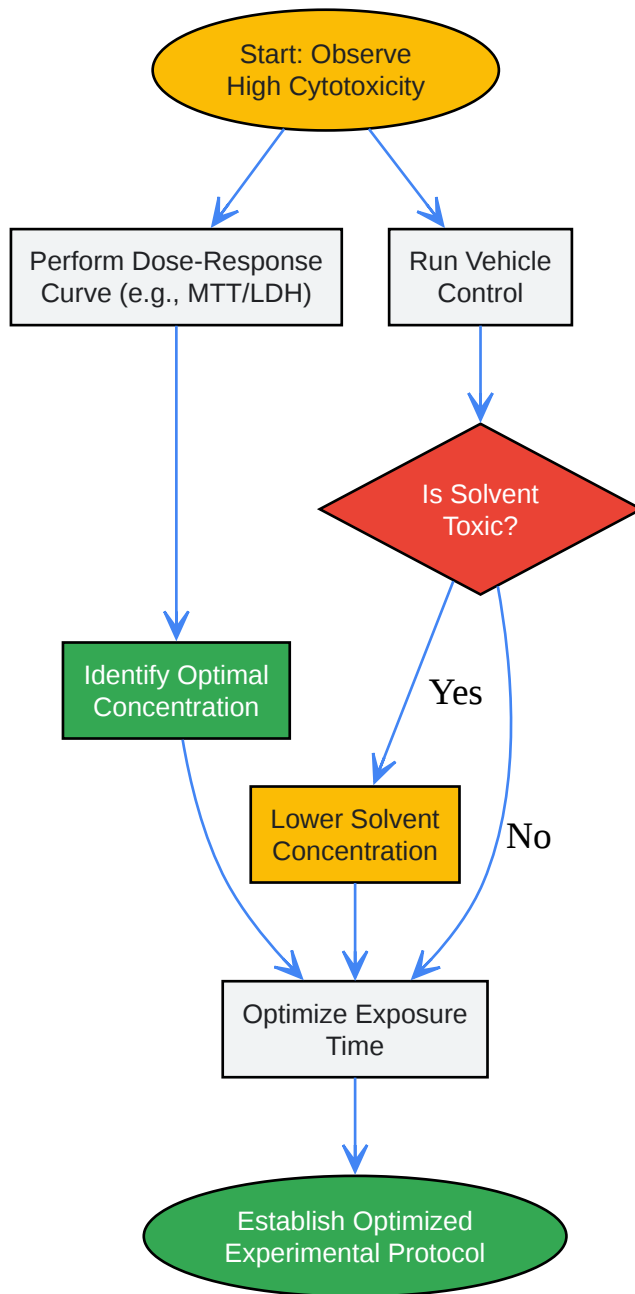 Start: Observe
High Cytotoxicity
Perform Dose-Response
Curve (e.g., MTT/LDH)
Run Vehicle
Control
Is Solvent
Toxic?
Identify Optimal
Concentration
Yes
Lower Solvent
Concentration
No
Optimize Exposure
Time
Establish Optimized
Experimental Protocol